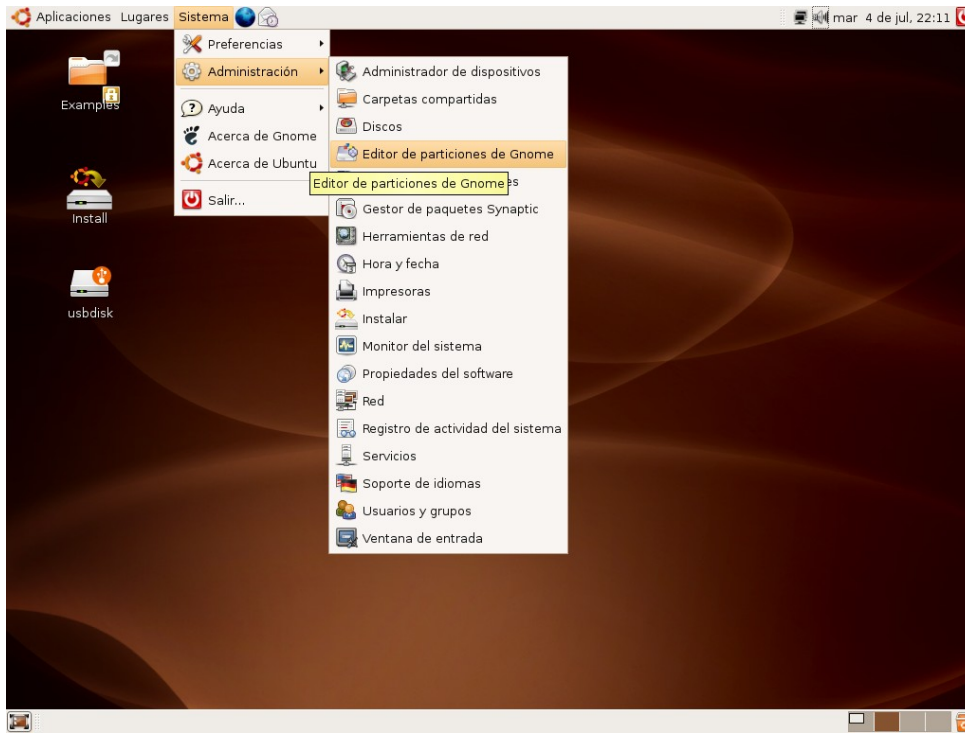 Aplicaciones Lugares Sistema
mar 4 de jul, 22:11
Preferencias
Administración
Ayuda
Acerca de Gnome
Acerca de Ubuntu
Salir...
Administrador de dispositivos
Carpetas compartidas
Discos
Editor de particiones de Gnome
Editor de particiones de Gnome
Gestor de paquetes Synaptic
Herramientas de red
Hora y fecha
Impresoras
Instalar
Monitor del sistema
Propiedades del software
Red
Registro de actividad del sistema
Servicios
Soporte de idiomas
Usuarios y grupos
Ventana de entrada
Examples
Install
usbdisk